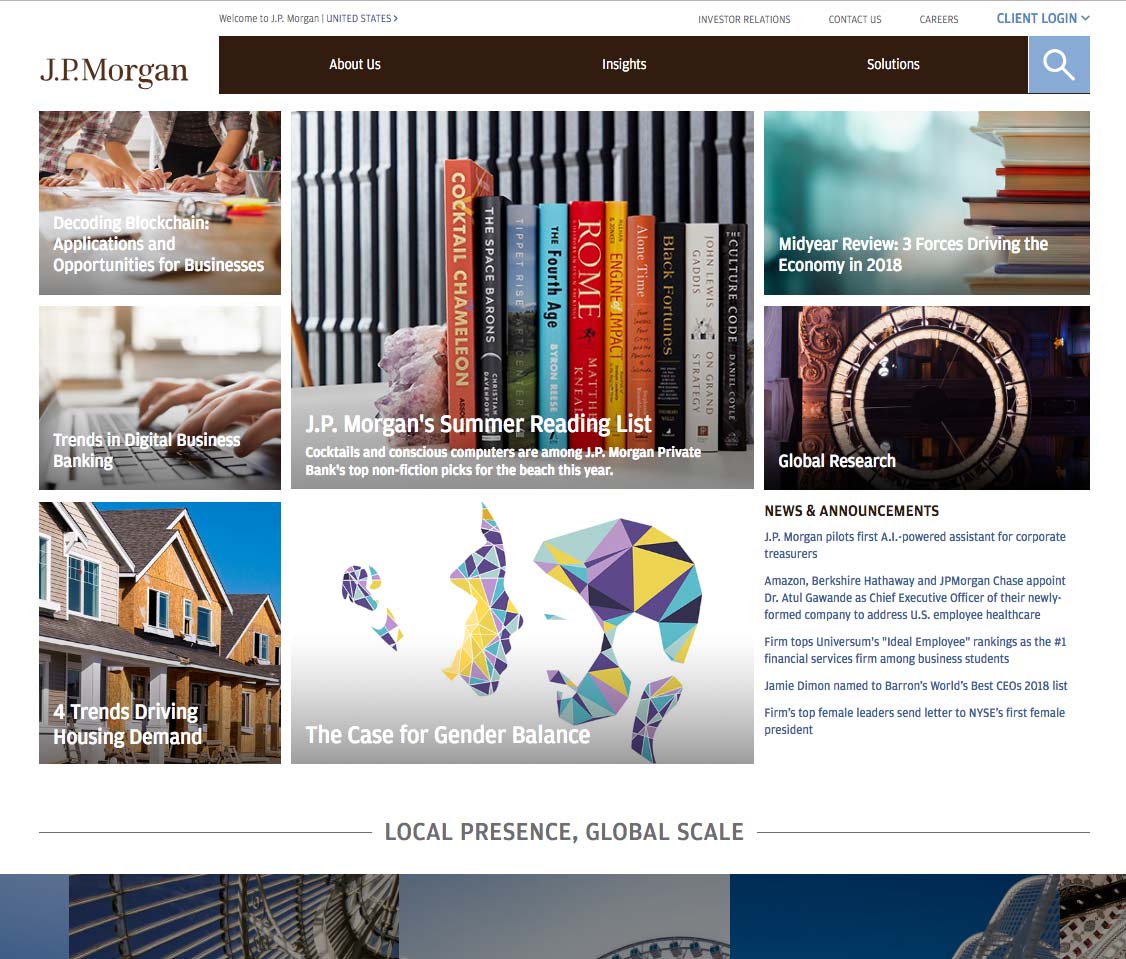 Welcome to J.P. Morgan | UNITED STATES
INVESTOR RELATIONS
CONTACT US
CAREERS
CLIENT LOGIN
J.P.Morgan
About Us
Insights
Solutions
Decoding Blockchain:
Applications and
Opportunities for Businesses
COCKTAIL CHAMELEON
THE SPACE BARONS
CHRISTIAN
DAVENPORT
TIPPET RISE
CENTER
THE Fourth Age
BYRON REESE
ROME
MATTHEW
KNEALE
ENGINE of IMPACT
Alone Time
Black Fortunes
JOHN LEWIS
GADDIS
ON GRAND
STRATEGY
THE CULTURE CODE
DANIEL COYLE
J.P. Morgan's Summer Reading List
Cocktails and conscious computers are among J.P. Morgan Private
Bank's top non-fiction picks for the beach this year.
Midyear Review: 3 Forces Driving the
Economy in 2018
Trends in Digital Business
Banking
Global Research
4 Trends Driving
Housing Demand
The Case for Gender Balance
NEWS & ANNOUNCEMENTS
J.P. Morgan pilots first A.I.-powered assistant for corporate
treasurers
Amazon, Berkshire Hathaway and JPMorgan Chase appoint
Dr. Atul Gawande as Chief Executive Officer of their newly-
formed company to address U.S. employee healthcare
Firm tops Universum's "Ideal Employee" rankings as the #1
financial services firm among business students
Jamie Dimon named to Barron's World's Best CEOs 2018 list
Firm's top female leaders send letter to NYSE's first female
president
LOCAL PRESENCE, GLOBAL SCALE